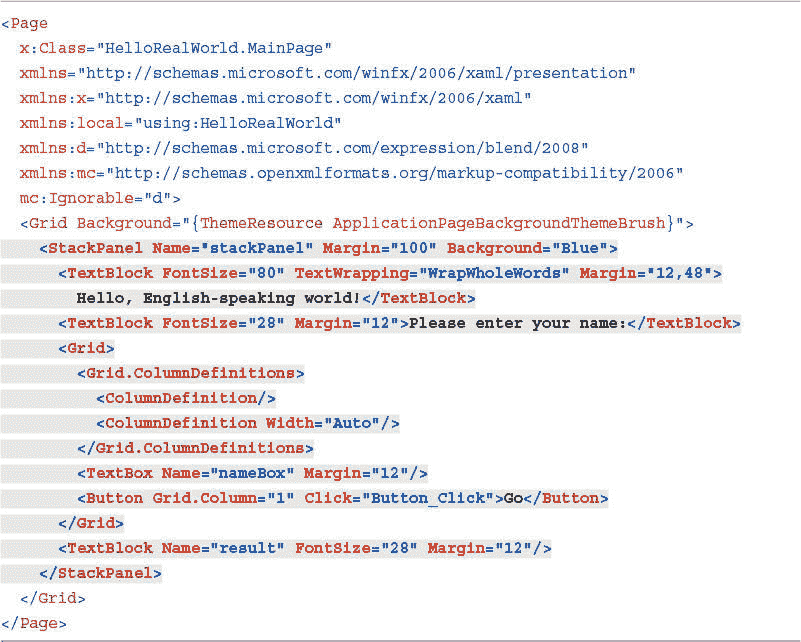 <Page
x:Class="HelloRealWorld.MainPage"
xmlns="http://schemas.microsoft.com/winfx/2006/xaml/presentation"
xmlns:x="http://schemas.microsoft.com/winfx/2006/xaml"
xmlns:local="using:HelloRealWorld"
xmlns:d="http://schemas.microsoft.com/expression/blend/2008"
xmlns:mc="http://schemas.openxmlformats.org/markup-compatibility/2006"
mc:Ignorable="d">
<Grid Background="{ThemeResource ApplicationPageBackgroundThemeBrush}">
<StackPanel Name="stackPanel" Margin="100" Background="Blue">
<TextBlock FontSize="80" TextWrapping="WrapWholeWords" Margin="12,48">
Hello, English-speaking world!</TextBlock>
<TextBlock FontSize="28" Margin="12">Please enter your name:</TextBlock>
<Grid>
<Grid.ColumnDefinitions>
<ColumnDefinition/>
<ColumnDefinition Width="Auto"/>
</Grid.ColumnDefinitions>
<TextBox Name="nameBox" Margin="12"/>
<Button Grid.Column="1" Click="Button_Click">Go</Button>
</Grid>
<TextBlock Name="result" FontSize="28" Margin="12"/>
</StackPanel>
</Grid>
</Page>